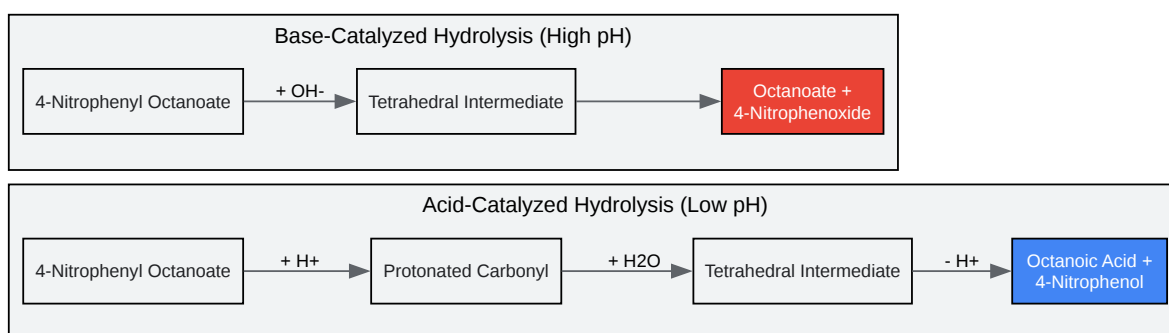 Base-Catalyzed Hydrolysis (High pH)
4-Nitrophenyl Octanoate
+ OH-
Tetrahedral Intermediate
Octanoate +
4-Nitrophenoxide
Acid-Catalyzed Hydrolysis (Low pH)
4-Nitrophenyl Octanoate
+ H+
Protonated Carbonyl
+ H2O
Tetrahedral Intermediate
- H+
Octanoic Acid +
4-Nitrophenol